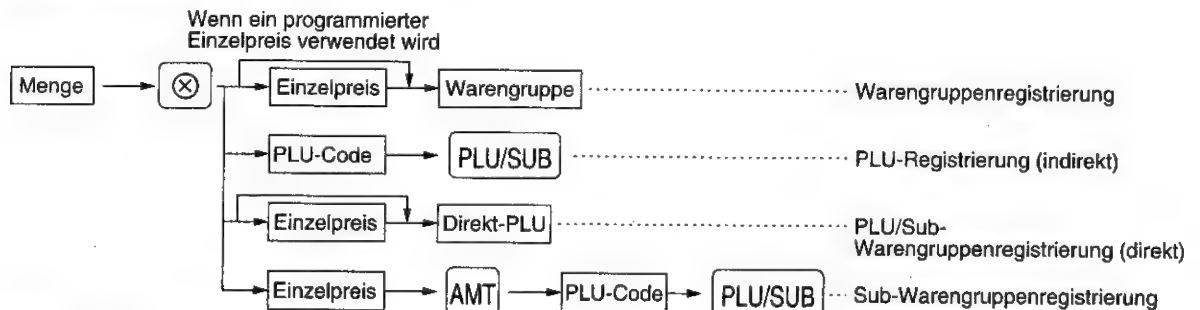 Wenn ein programmierter
Einzelpreis verwendet wird
Menge ⊗ Einzelpreis Warengruppe Warengruppenregistrierung
PLU-Code PLU/SUB PLU-Registrierung (indirekt)
Einzelpreis Direkt-PLU PLU/Sub-
Warengruppenregistrierung (direkt)
Einzelpreis AMT PLU-Code PLU/SUB Sub-Warengruppenregistrierung